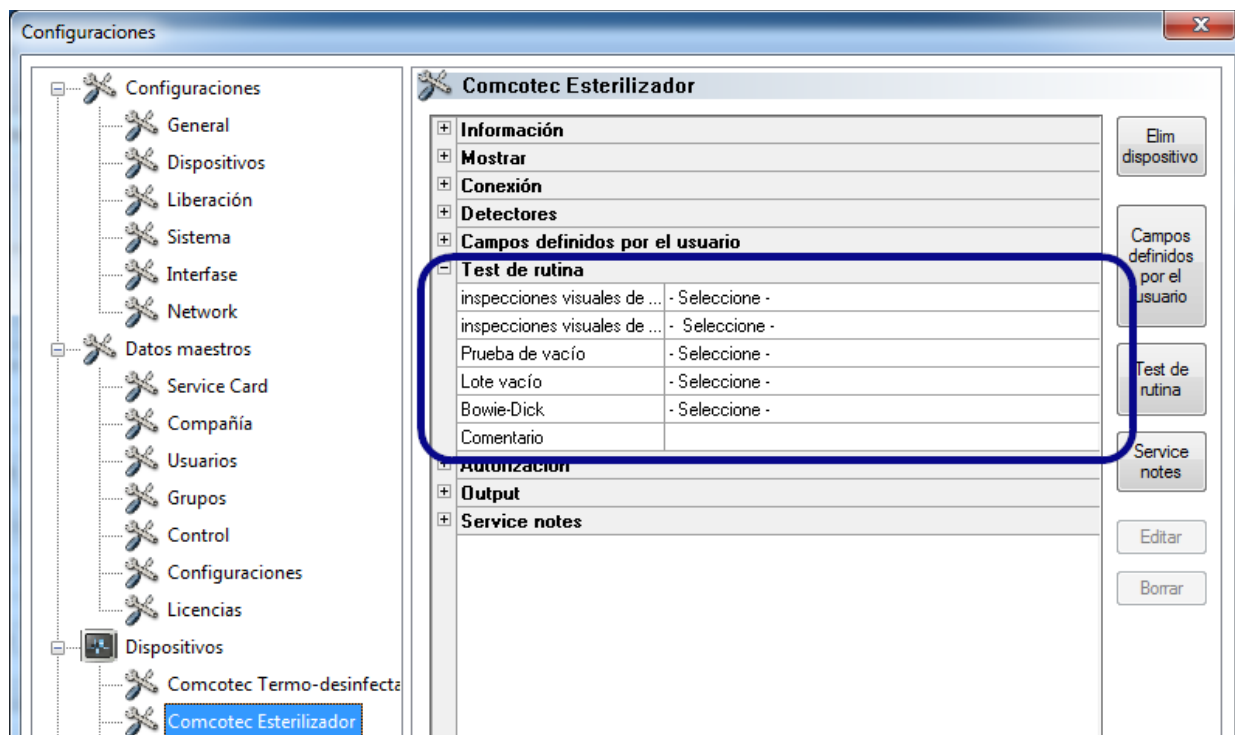 Configuraciones
Configuraciones
General
Dispositivos
Liberación
Sistema
Interfase
Network
Datos maestros
Service Card
Compañía
Usuarios
Grupos
Control
Configuraciones
Licencias
Dispositivos
Comcotec Termo-desinfecta
Comcotec Esterilizador
Comcotec Esterilizador
Información
Mostrar
Conexión
Detectores
Campos definidos por el usuario
Test de rutina
inspecciones visuales de ... - Seleccione -
inspecciones visuales de ... - Seleccione -
Prueba de vacío - Seleccione -
Lote vacío - Seleccione -
Bowie-Dick - Seleccione -
Comentario
Autorización
Output
Service notes
Elim
dispositivo
Campos
definidos
por el
usuario
Test de
rutina
Service
notes
Editar
Borrar